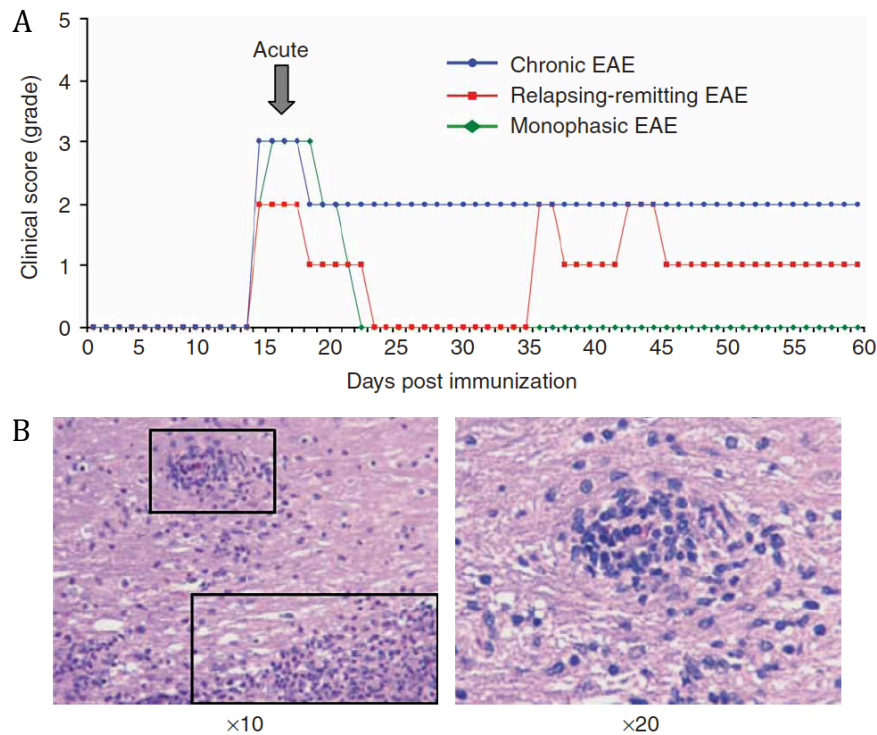 A
Clinical score (grade)
5
4
3
2
1
0
Acute
Chronic EAE
Relapsing-remitting EAE
Monophasic EAE
0 5 10 15 20 25 30 35 40 45 50 55 60
Days post immunization
B
×10 ×20